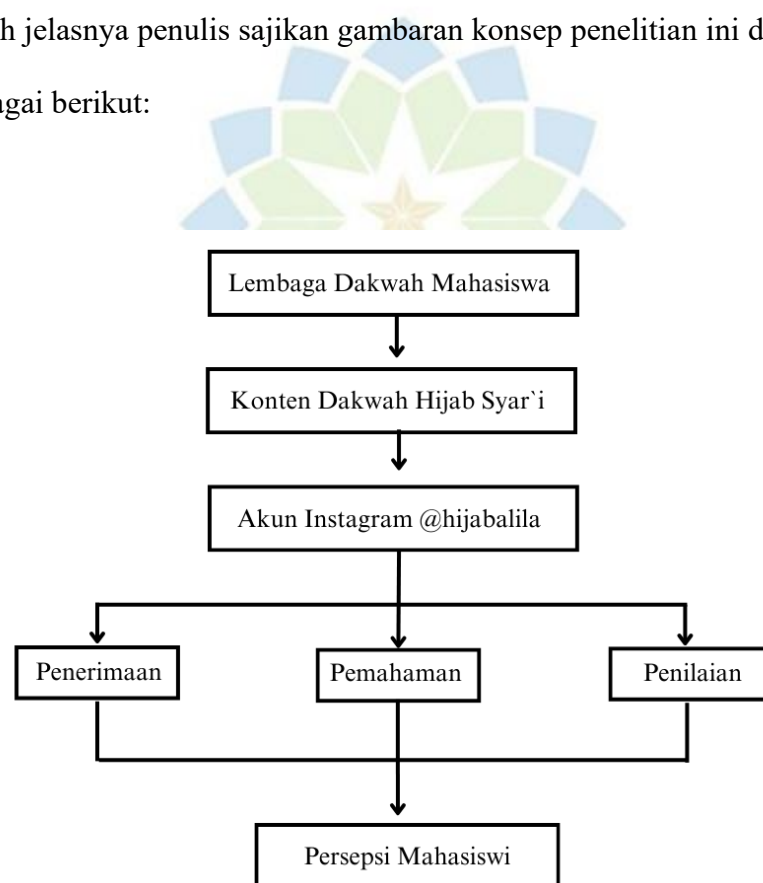 h jelasnya penulis sajikan gambaran konsep penelitian ini d
agai berikut:
Lembaga Dakwah Mahasiswa
Konten Dakwah Hijab Syar`i
Akun Instagram @hijabalila
Penerimaan
Pemahaman
Penilaian
Persepsi Mahasiswi